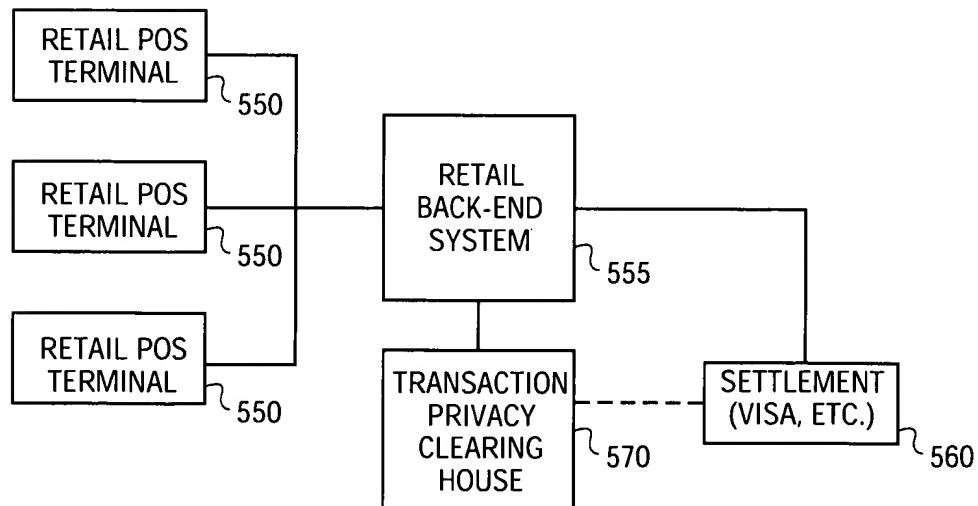 RETAIL POS
TERMINAL
550
RETAIL POS
TERMINAL
550
RETAIL POS
TERMINAL
550
RETAIL
BACK-END
SYSTEM
555
TRANSACTION
PRIVACY
CLEARING
HOUSE
570
SETTLEMENT
(VISA, ETC.)
560